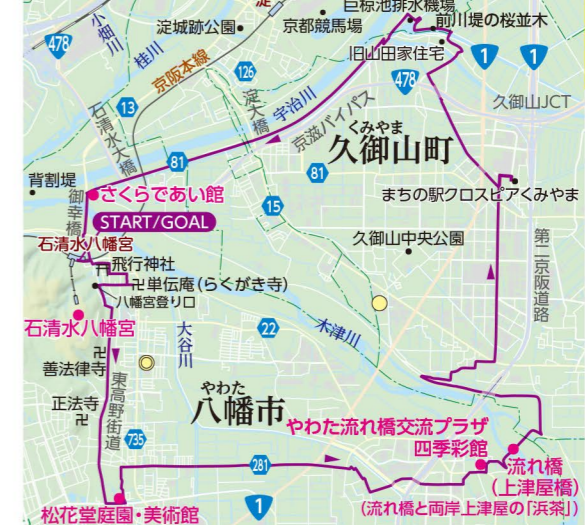 淀
巨椋池排水機場
淀城跡公園
京都競馬場
前川堤の桜並木
478
小畑川
桂川
旧山田家住宅
1
1
京阪本線
126
淀大橋
宇治川
478
久御山JCT
13
石清水大橋
京滋バイパス
くみやま
久御山町
81
81
背割堤
御幸橋
さくらであい館
まちの駅クロスピアくみやま
15
START/GOAL
石清水八幡宮
久御山中央公園
第二京阪道路
飛行神社
卍単伝庵(らくがき寺)
八幡宮登り口
石清水八幡宮
大谷川
22
木津川
卍
善法律寺
東高野街道
やわた
八幡市
正法寺
卍
やわた流れ橋交流プラザ
四季彩館
735
281
流れ橋
(上津屋橋)
1
(流れ橋と両岸上津屋の「浜茶」)
松花堂庭園・美術館